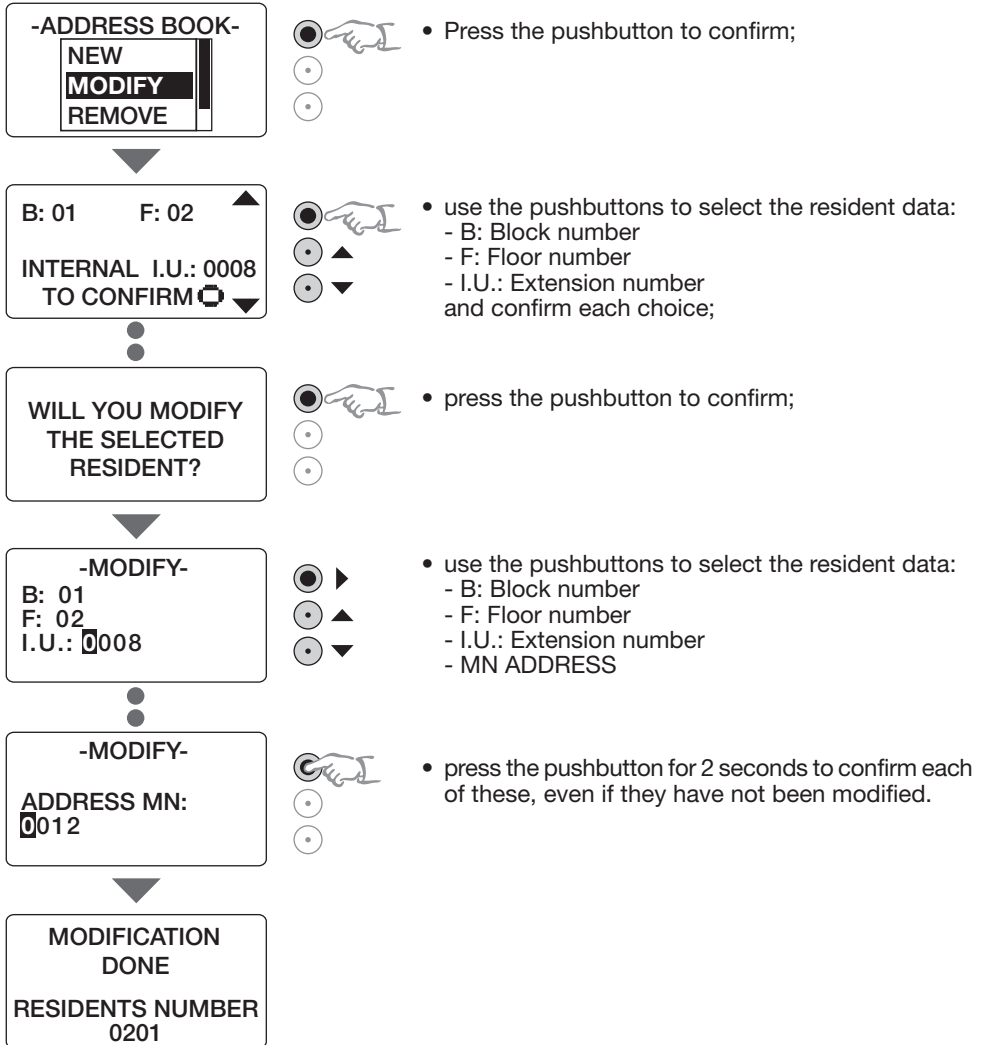 -ADDRESS BOOK-
NEW
MODIFY
REMOVE
• Press the pushbutton to confirm;
B: 01 F: 02
INTERNAL I.U.: 0008
TO CONFIRM
• use the pushbuttons to select the resident data:
- B: Block number
- F: Floor number
- I.U.: Extension number
and confirm each choice;
WILL YOU MODIFY
THE SELECTED
RESIDENT?
• press the pushbutton to confirm;
-MODIFY-
B: 01
F: 02
I.U.: 0008
• use the pushbuttons to select the resident data:
- B: Block number
- F: Floor number
- I.U.: Extension number
- MN ADDRESS
-MODIFY-
ADDRESS MN:
0012
• press the pushbutton for 2 seconds to confirm each
of these, even if they have not been modified.
MODIFICATION
DONE
RESIDENTS NUMBER
0201